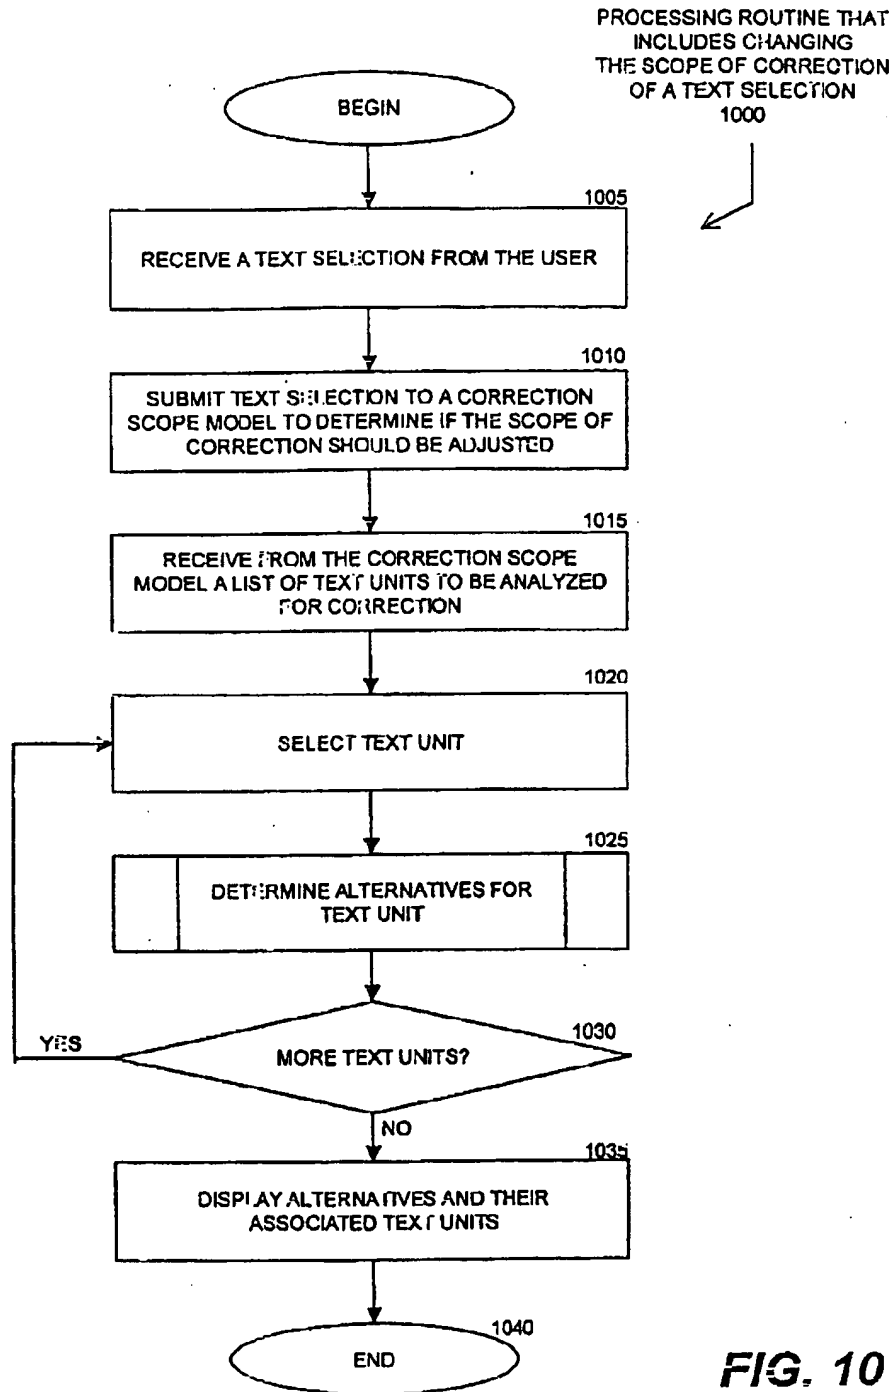 PROCESSING ROUTINE THAT
INCLUDES CHANGING
THE SCOPE OF CORRECTION
OF A TEXT SELECTION
1000
BEGIN
1005
RECEIVE A TEXT SELECTION FROM THE USER
1010
SUBMIT TEXT SELECTION TO A CORRECTION
SCOPE MODEL TO DETERMINE IF THE SCOPE OF
CORRECTION SHOULD BE ADJUSTED
1015
RECEIVE FROM THE CORRECTION SCOPE
MODEL A LIST OF TEXT UNITS TO BE ANALYZED
FOR CORRECTION
1020
SELECT TEXT UNIT
1025
DETERMINE ALTERNATIVES FOR
TEXT UNIT
1030
YES
MORE TEXT UNITS?
NO
1035
DISPLAY ALTERNATIVES AND THEIR
ASSOCIATED TEXT UNITS
1040
END
FIG. 10